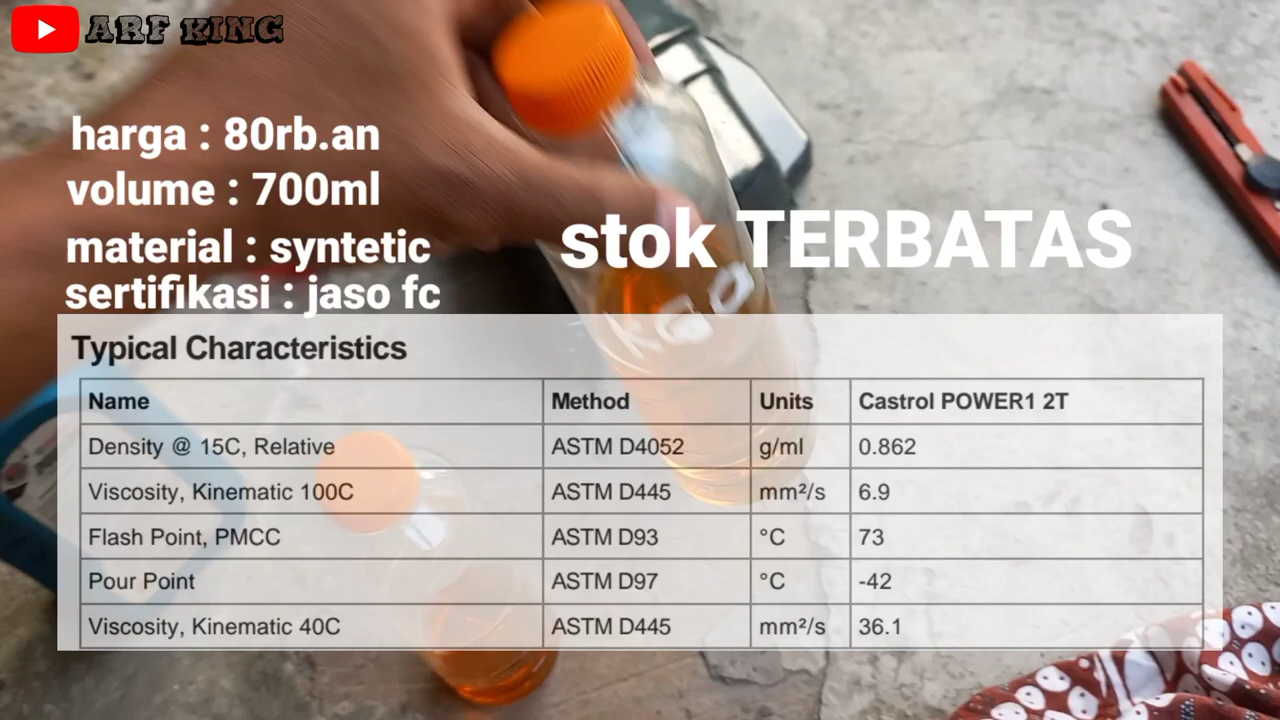 ARF KING
harga : 80rb.an
volume : 700ml
material : syntetic
sertifikasi : jaso fc
stok TERBATAS
Typical Characteristics
Name Method Units Castrol POWER1 2T
Density @ 15C, Relative ASTM D4052 g/ml 0.862
Viscosity, Kinematic 100C ASTM D445 mm²/s 6.9
Flash Point, PMCC ASTM D93 °C 73
Pour Point ASTM D97 °C -42
Viscosity, Kinematic 40C ASTM D445 mm²/s 36.1